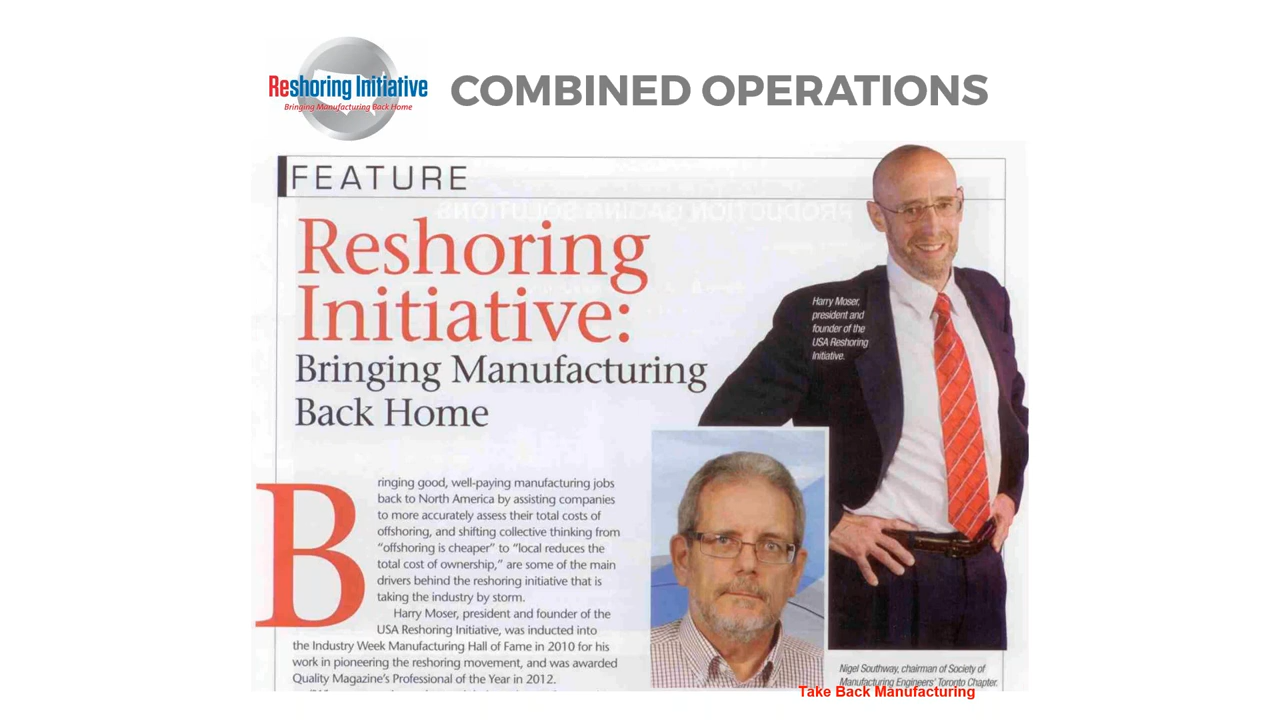 Reshoring Initiative
Bringing Manufacturing Back Home
COMBINED OPERATIONS
FEATURE
Reshoring
Initiative:
Bringing Manufacturing
Back Home
Harry Moser,
president and
founder of the
USA Reshoring
Initiative.
Bringing good, well-paying manufacturing jobs
back to North America by assisting companies
to more accurately assess their total costs of
offshoring, and shifting collective thinking from
“offshoring is cheaper” to “local reduces the
total cost of ownership,” are some of the main
drivers behind the reshoring initiative that is
taking the industry by storm.
Harry Moser, president and founder of the
USA Reshoring Initiative, was inducted into
the Industry Week Manufacturing Hall of Fame in 2010 for his
work in pioneering the reshoring movement, and was awarded
Quality Magazine’s Professional of the Year in 2012.
Nigel Southway, chairman of Society of
Manufacturing Engineers’ Toronto Chapter.
Take Back Manufacturing